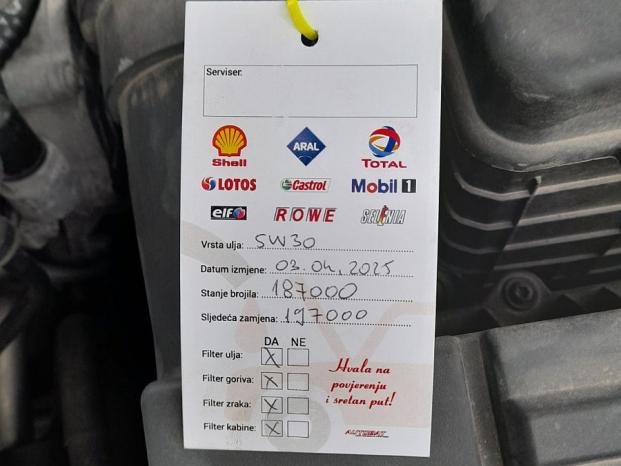 Serviser:
Shell
ARAL
TOTAL
LOTOS
Castrol
Mobil 1
elf
ROWE
SELENIA
Vrsta ulja: 5W30
Datum izmjene: 03.04.2025
Stanje brojila: 187000
Sljedeća zamjena: 197000
DA NE
Filter ulja: X
Filter goriva: X
Filter zraka: X
Filter kabine: X
Hvala na
povjerenju
i sretan put!